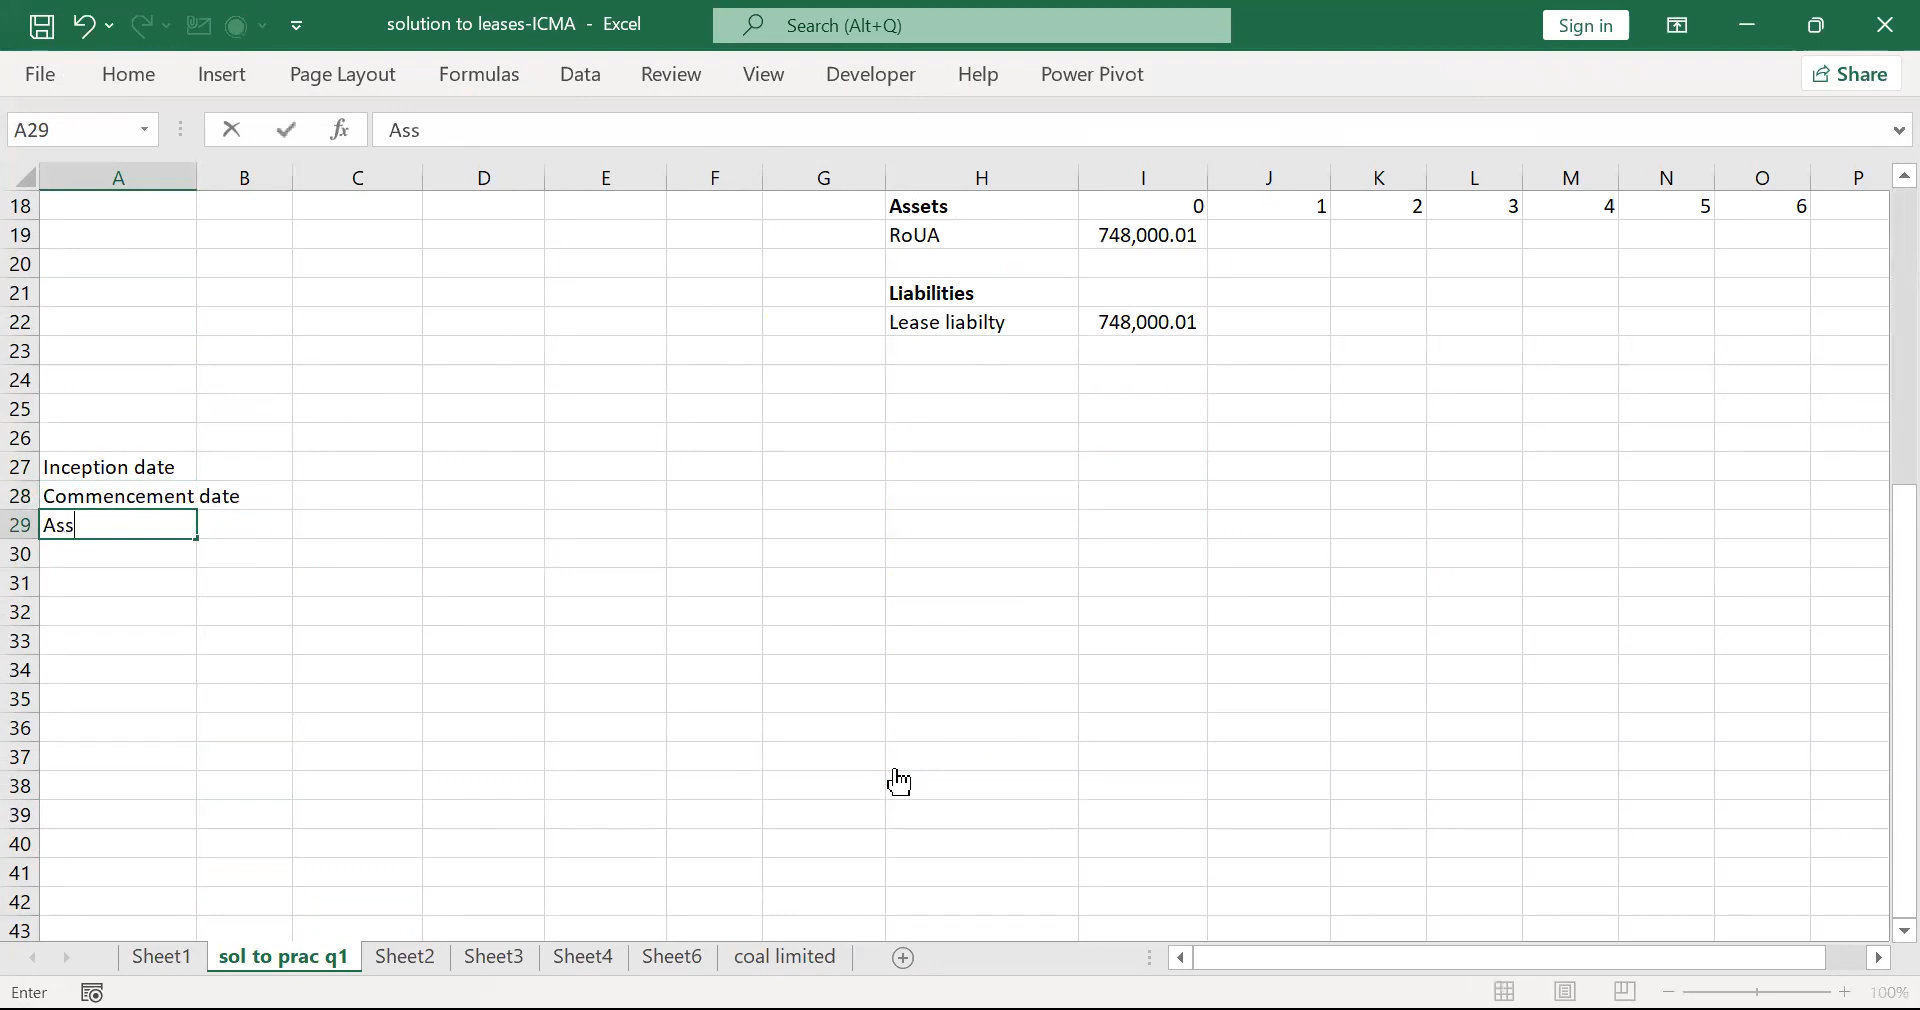 solution to leases-ICMA - Excel
Search (Alt+Q)
Sign in
File Home Insert Page Layout Formulas Data Review View Developer Help Power Pivot
Share
A29 fx Ass
A B C D E F G H I J K L M N O P
18 Assets 0 1 2 3 4 5 6
19 RoUA 748,000.01
20
21 Liabilities
22 Lease liabilty 748,000.01
23
24
25
26
27 Inception date
28 Commencement date
29 Ass
30
31
32
33
34
35
36
37
38
39
40
41
42
43
Sheet1 sol to prac q1 Sheet2 Sheet3 Sheet4 Sheet6 coal limited
Enter 100%